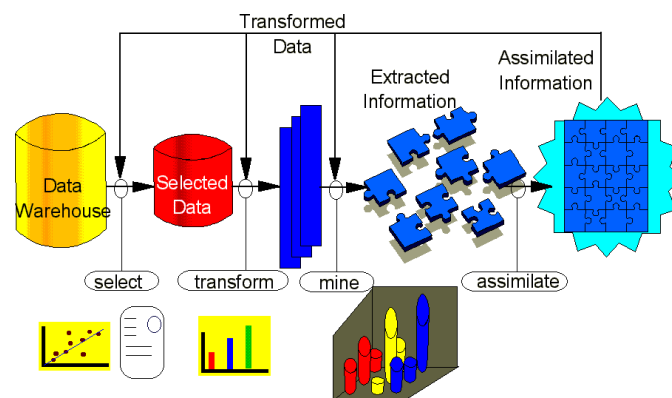 Transformed
Data
Extracted
Information
Assimilated
Information
Data
Warehouse
Selected
Data
select
transform
mine
assimilate